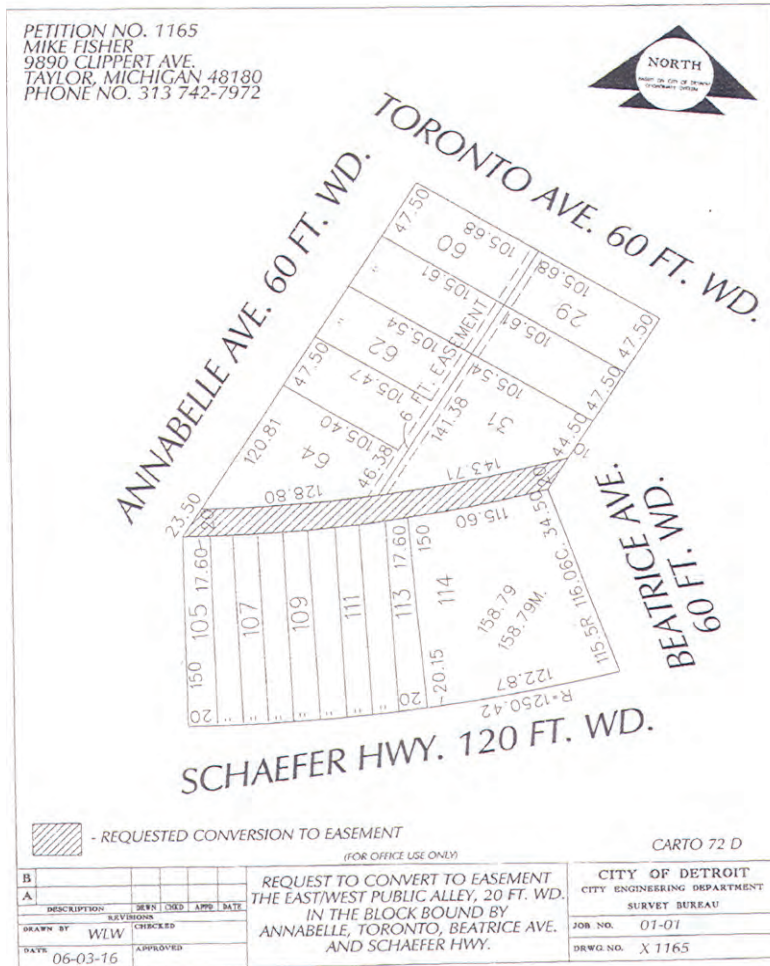 PETITION NO. 1165
MIKE FISHER
9890 CLIPPERT AVE.
TAYLOR, MICHIGAN 48180
PHONE NO. 313 742-7972
NORTH
TORONTO AVE. 60 FT. WD.
ANNABELLE AVE. 60 FT. WD.
47.50
60
105.68
105.68
29
"
105.61
105.61
47.50
"
62
105.54
105.54
47.50
47.50
105.47
6 FT. EASEMENT
141.38
31
44.50
10
120.81
64
105.40
46.38
143.71
128.80
23.50
20
20
BEATRICE AVE.
60 FT. WD.
17.60
17.60
150
115.60
34.50
105
107
109
111
113
114
158.79
158.79M.
116.06C
115.5R
150
20
"
"
"
"
"
"
"
20
20.15
122.87
R=1250.42
SCHAEFER HWY. 120 FT. WD.
- REQUESTED CONVERSION TO EASEMENT
(FOR OFFICE USE ONLY)
CARTO 72 D
B
A
DESCRIPTION
DRWN
CHKD
APPD
DATE
REVISIONS
DRAWN BY WLW
CHECKED
DATE 06-03-16
APPROVED
REQUEST TO CONVERT TO EASEMENT
THE EAST/WEST PUBLIC ALLEY, 20 FT. WD.
IN THE BLOCK BOUND BY
ANNABELLE, TORONTO, BEATRICE AVE.
AND SCHAEFER HWY.
CITY OF DETROIT
CITY ENGINEERING DEPARTMENT
SURVEY BUREAU
JOB NO. 01-01
DRWG. NO. X 1165